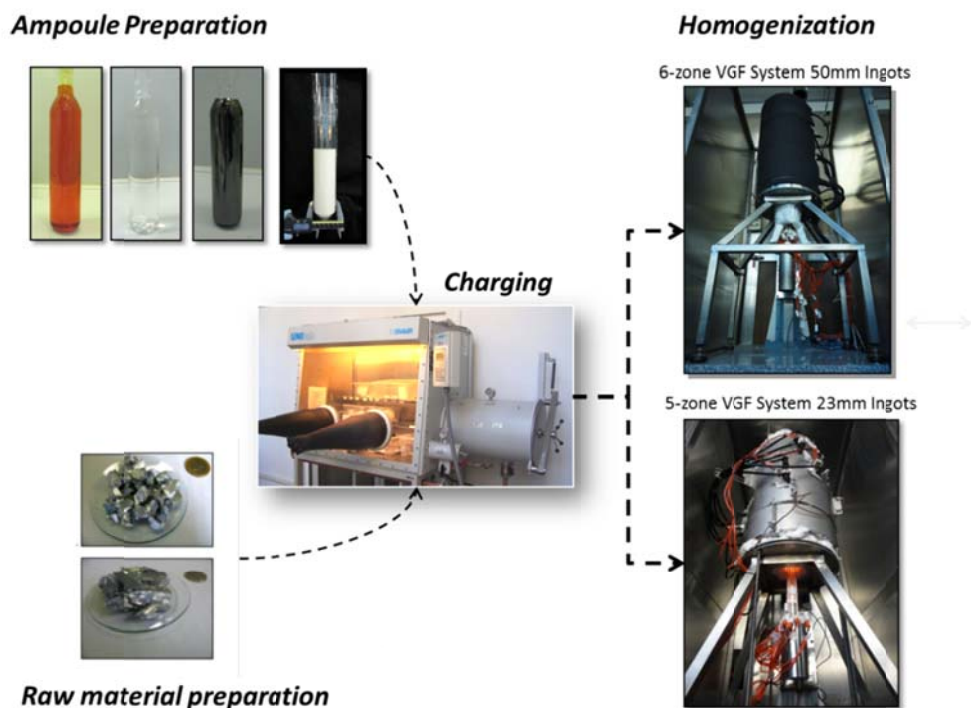 Ampoule Preparation
Homogenization
6-zone VGF System 50mm Ingots
Charging
5-zone VGF System 23mm Ingots
Raw material preparation